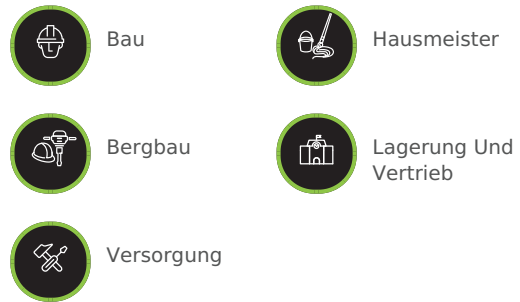 Bau
Hausmeister
Bergbau
Lagerung Und
Vertrieb
Versorgung